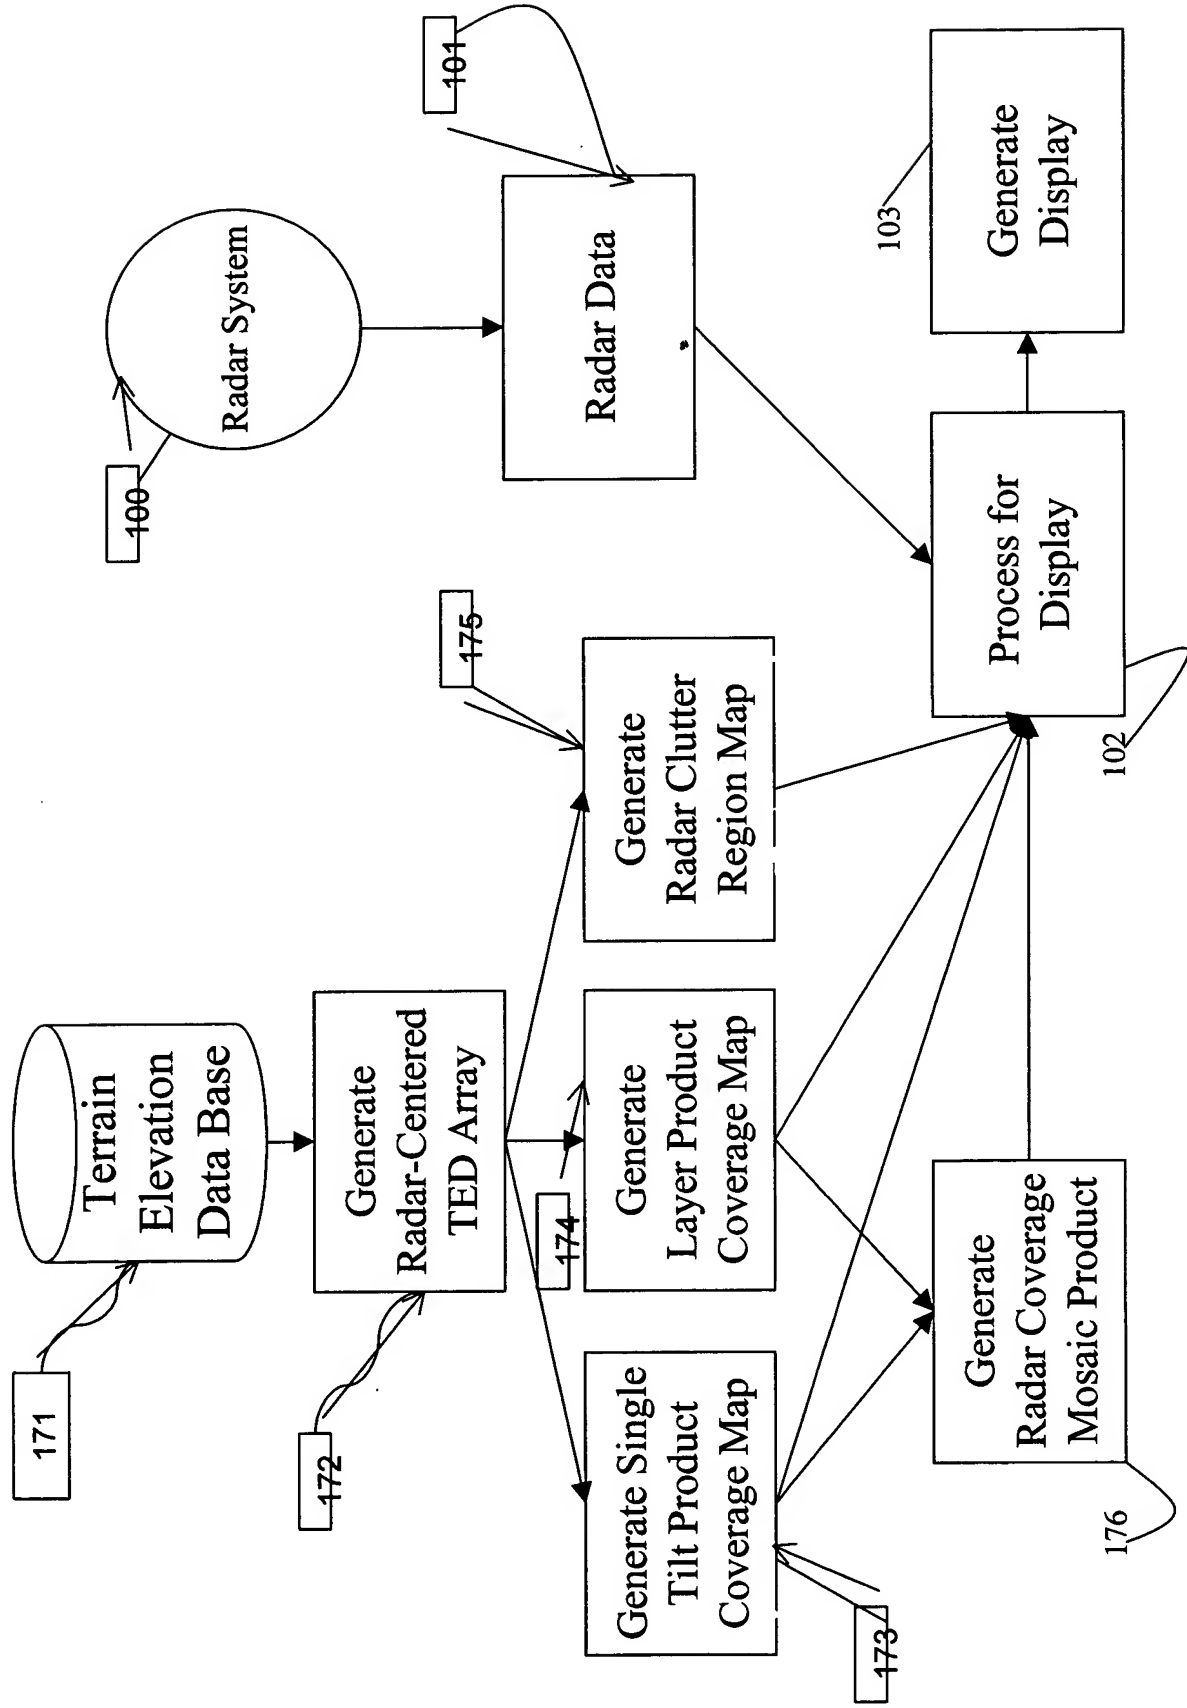 171
Terrain
Elevation
Data Base
172
Generate
Radar-Centered
TED Array
173
Generate Single
Tilt Product
Coverage Map
174
Generate
Layer Product
Coverage Map
175
Generate
Radar Clutter
Region Map
176
Generate
Radar Coverage
Mosaic Product
100
Radar System
101
Radar Data
102
Process for
Display
103
Generate
Display